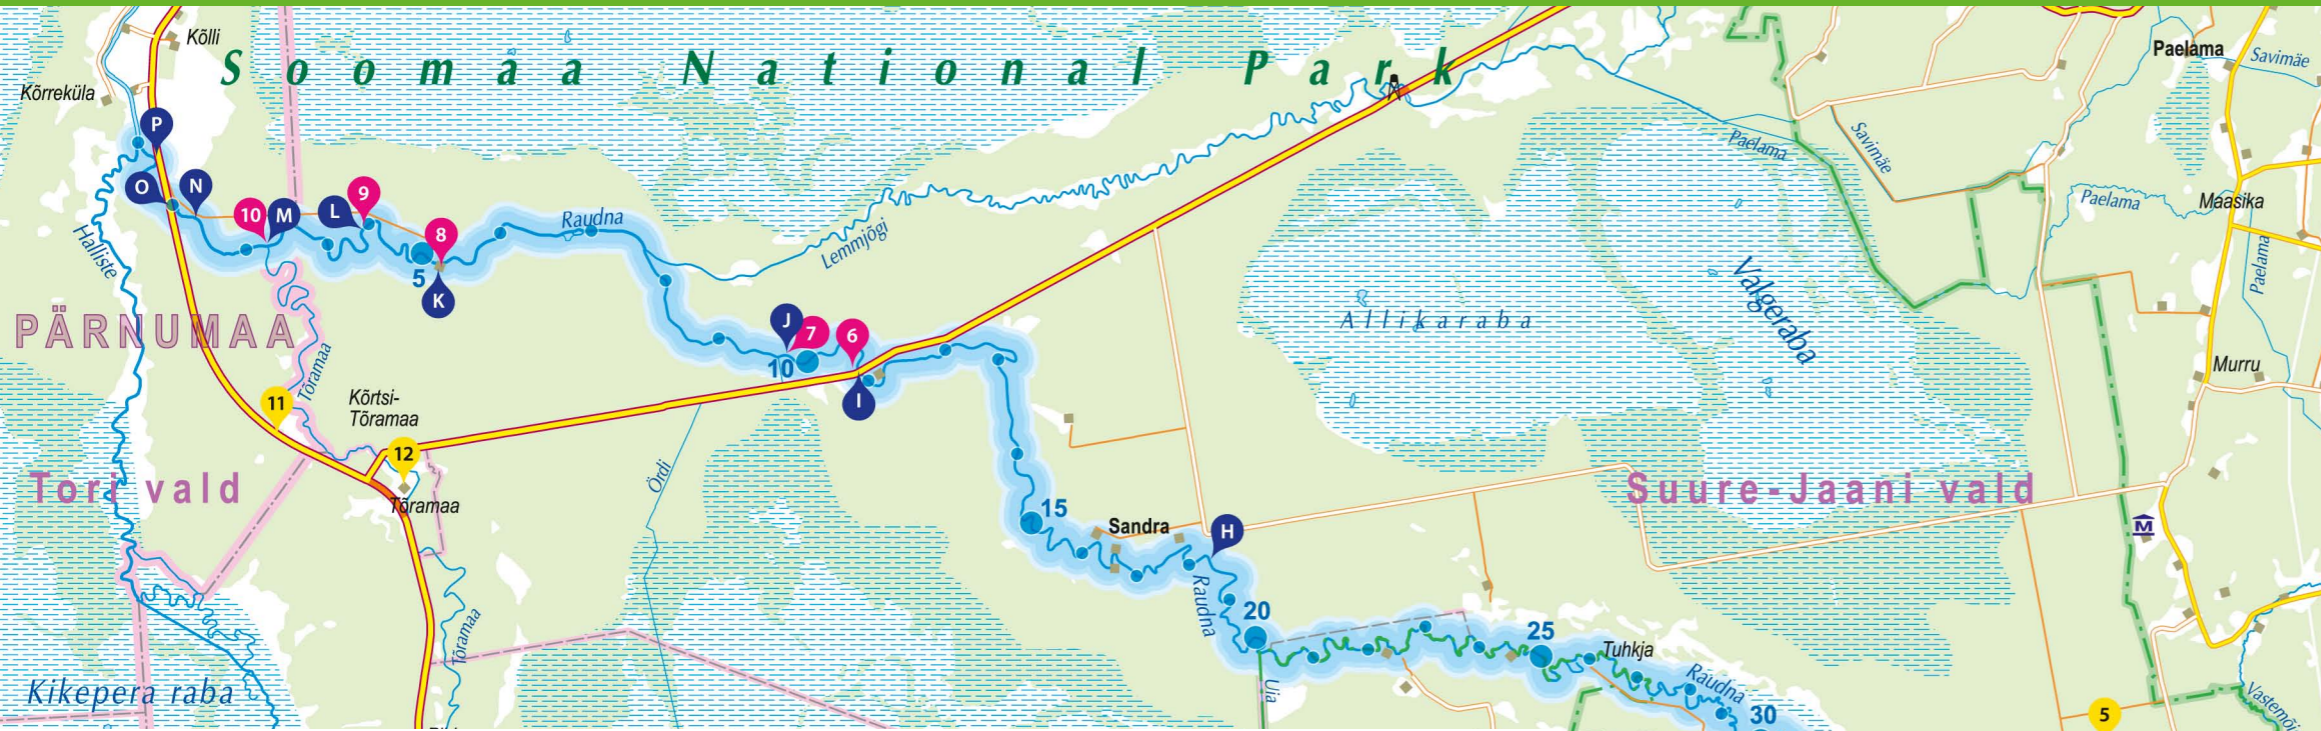 Kõlli
Soomaa National Park
Paelama
Savimäe
Kõrreküla
P
Savimäe
Paelama
O
N
10
M
L
9
8
Raudna
Lemmjõgi
Halliste
5
K
Paelama
Maasika
Paelama
Valgeraba
Allikaraba
PÄRNUMAA
J
7
6
10
I
Murru
Tõramaa
11
Kõrtsi-
Tõramaa
12
Tõramaa
Tori vald
Ördi
15
Sandra
H
Suure-Jaani vald
M
Raudna
20
25
Tuhkja
Tõramaa
Kikepera raba
Uia
Raudna
30
5
Vastemõi